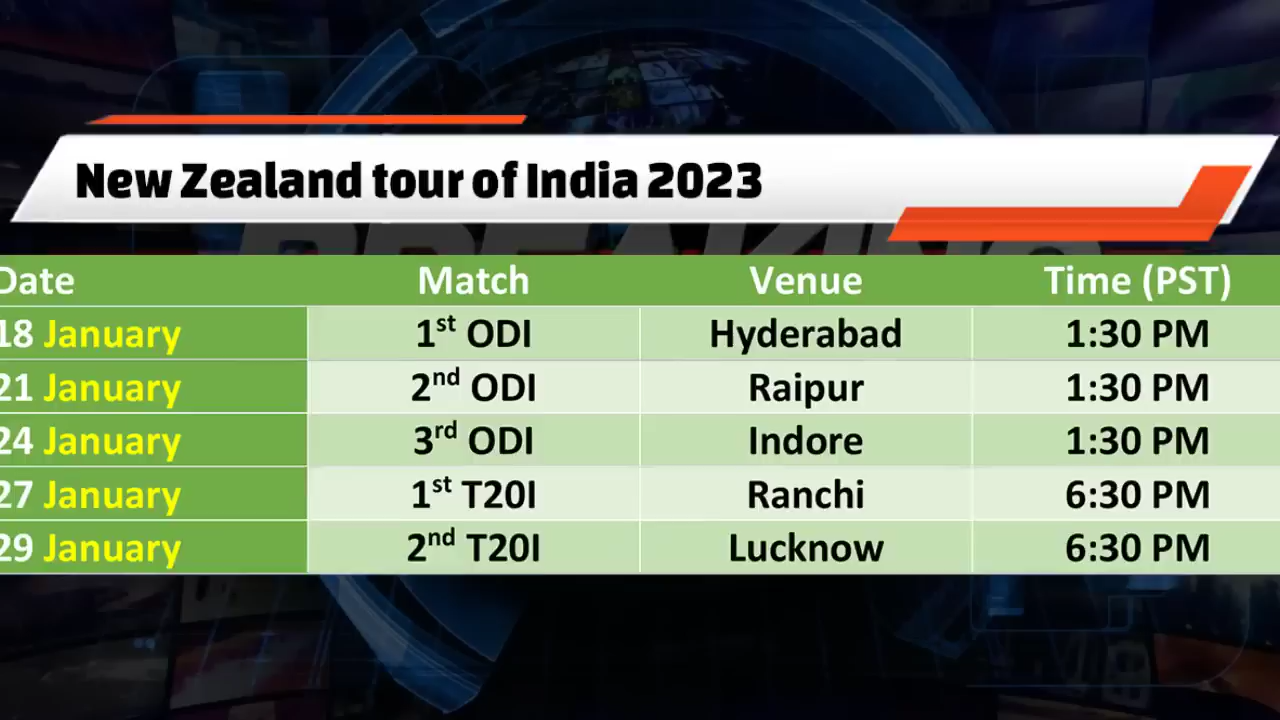 New Zealand tour of India 2023
BREAKING
Date Match Venue Time (PST)
18 January 1st ODI Hyderabad 1:30 PM
21 January 2nd ODI Raipur 1:30 PM
24 January 3rd ODI Indore 1:30 PM
27 January 1st T20I Ranchi 6:30 PM
29 January 2nd T20I Lucknow 6:30 PM